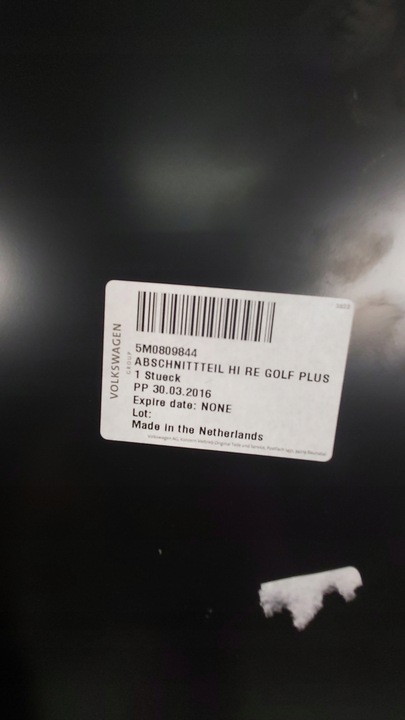 VOLKSWAGEN
GROUP
5M0809844
ABSCHNITTTEIL HI RE GOLF PLUS
1 Stueck
PP 30.03.2016
Expire date: NONE
Lot:
Made in the Netherlands